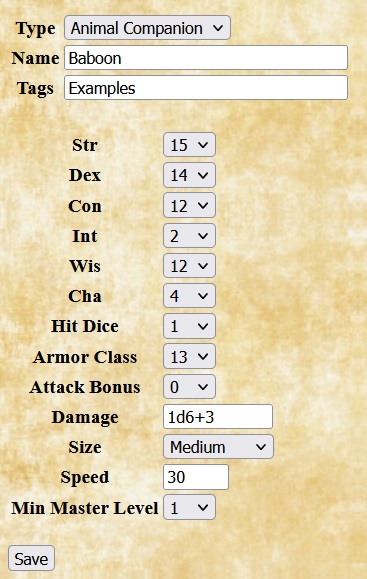 Type Animal Companion
Name Baboon
Tags Examples
Str 15
Dex 14
Con 12
Int 2
Wis 12
Cha 4
Hit Dice 1
Armor Class 13
Attack Bonus 0
Damage 1d6+3
Size Medium
Speed 30
Min Master Level 1
Save